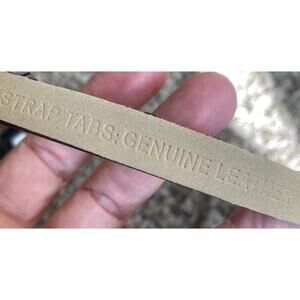 STRAP TABS: GENUINE LEATHER